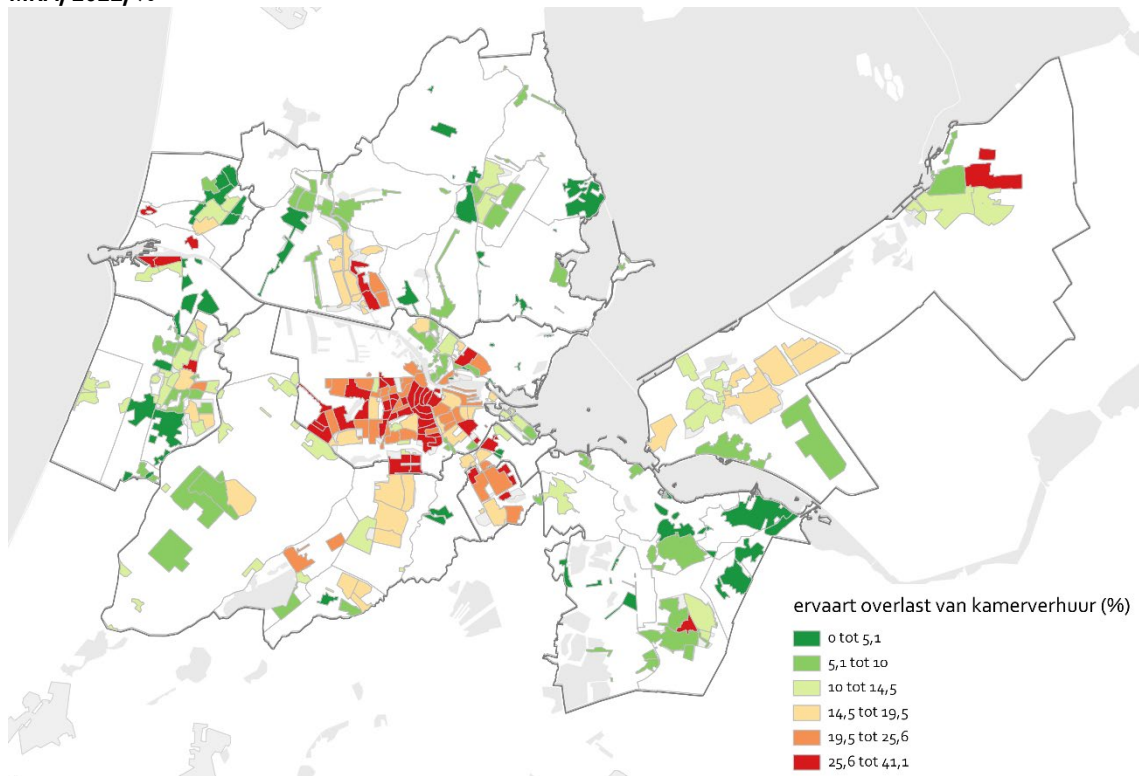 MRA, %
ervaart overlast van kamerverhuur (%)
0 tot 5,1
5,1 tot 10
10 tot 14,5
14,5 tot 19,5
19,5 tot 25,6
25,6 tot 41,1